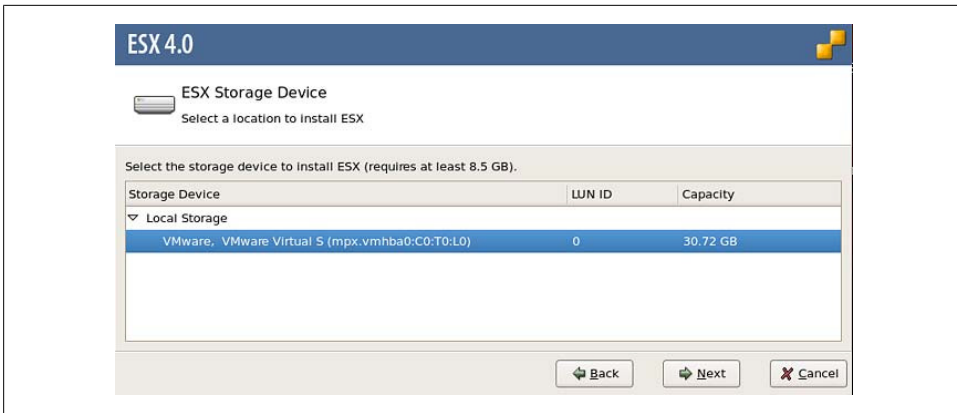 ESX 4.0
ESX Storage Device
Select a location to install ESX
Select the storage device to install ESX (requires at least 8.5 GB).
Storage Device LUN ID Capacity
Local Storage
VMware, VMware Virtual S (mpx.vmhba0:C0:T0:L0) 0 30.72 GB
Back Next Cancel